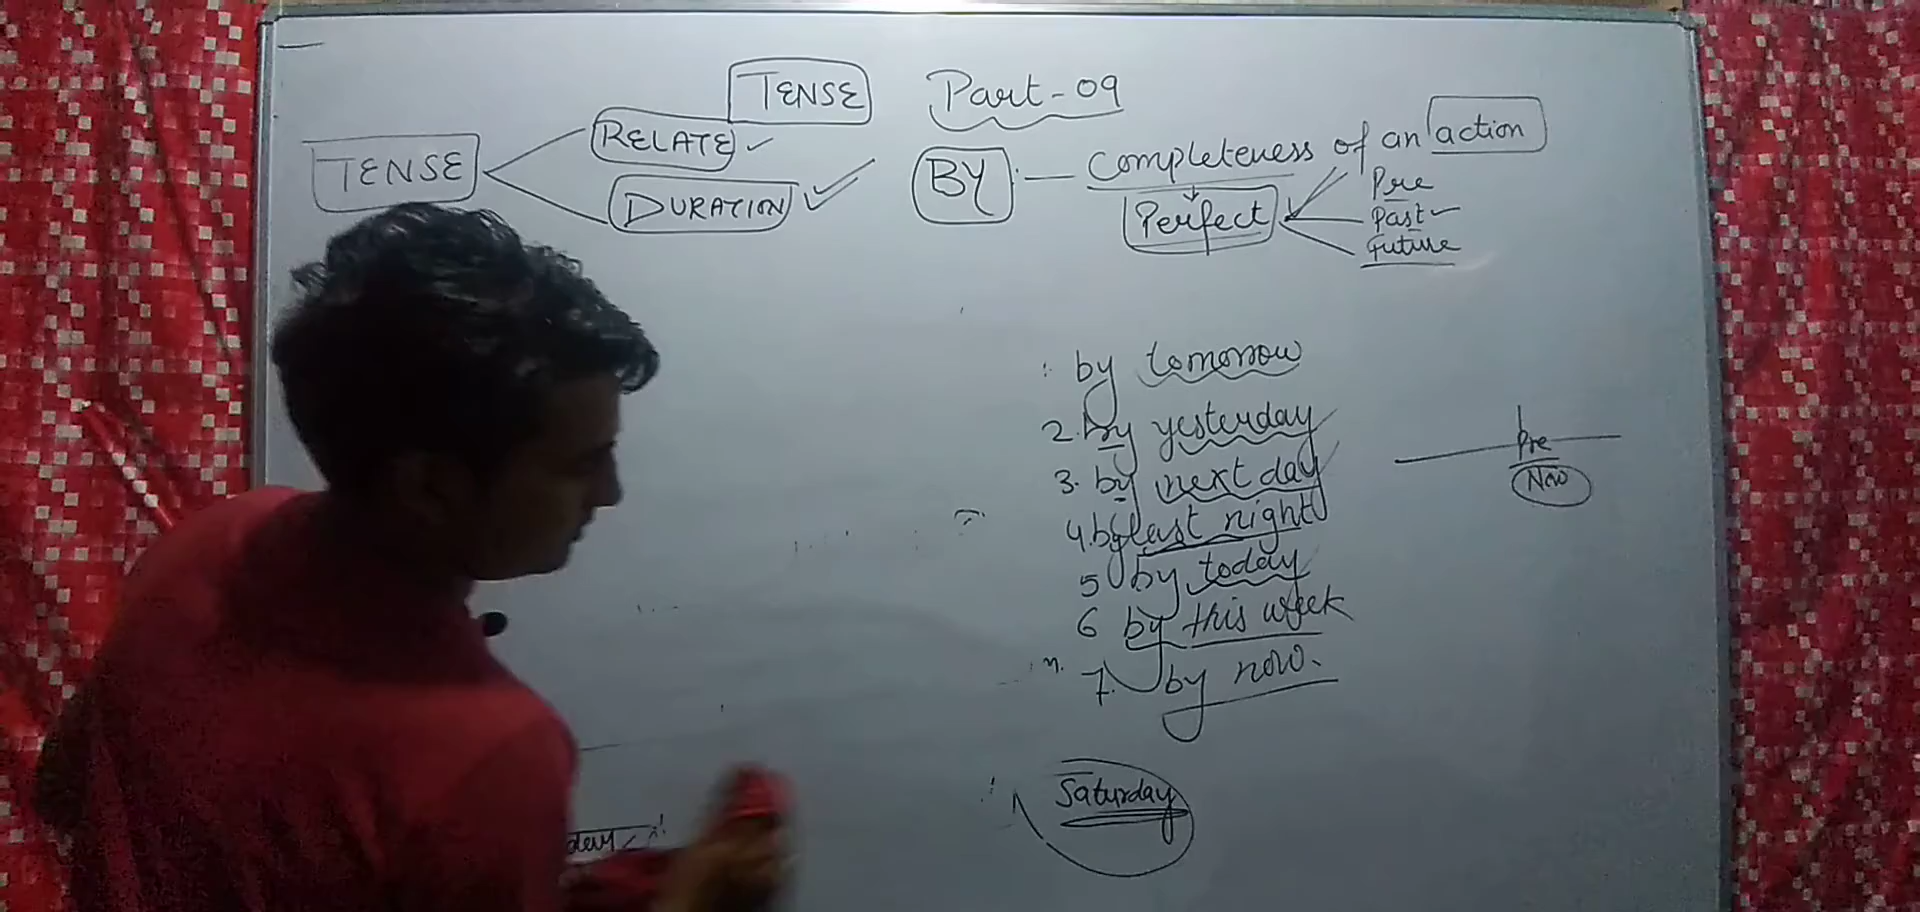 TENSE Part-09
TENSE
RELATE
DURATION
BY :— Completeness of an action
Perfect
Pre
Past
Future
1. by tomorrow
2. by yesterday
3. by next day
4. by last night
5 by today
6 by this week
7. by now.
Pre
Now
Saturday